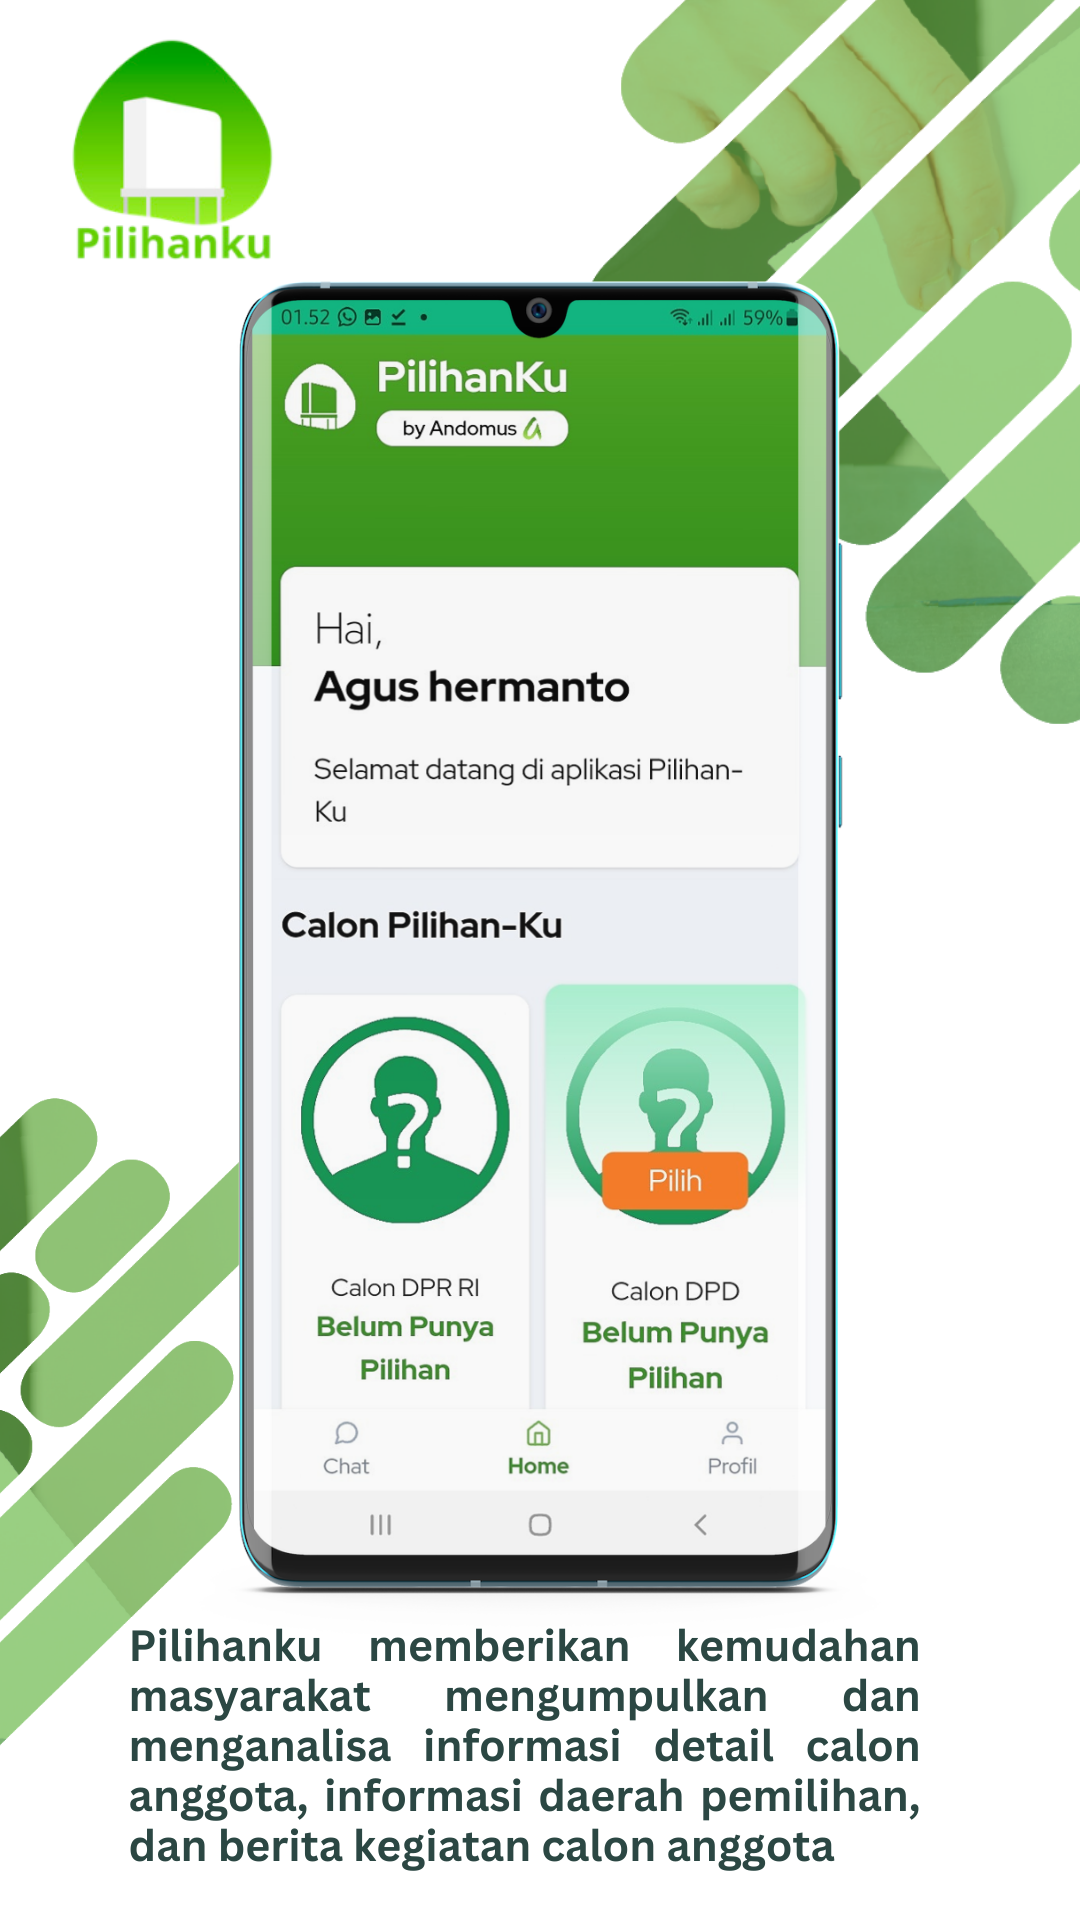 Pilihanku
01.52
59%
PilihanKu
by Andomus
Hai,
Agus hermanto
Selamat datang di aplikasi Pilihan-
Ku
Calon Pilihan-Ku
Pilih
Calon DPR RI
Belum Punya
Pilihan
Calon DPD
Belum Punya
Pilihan
Chat
Home
Profil
Pilihanku memberikan kemudahan
masyarakat mengumpulkan dan
menganalisa informasi detail calon
anggota, informasi daerah pemilihan,
dan berita kegiatan calon anggota